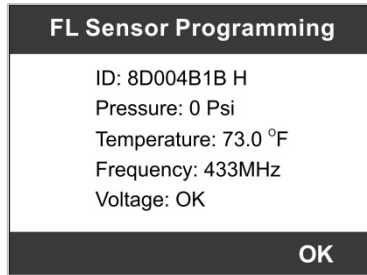 FL Sensor Programming
ID: 8D004B1B H
Pressure: 0 Psi
Temperature: 73.0 °F
Frequency: 433MHz
Voltage: OK
OK